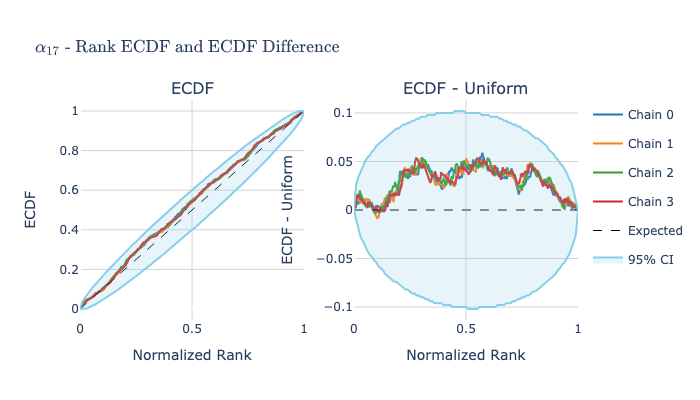 α₁₇ - Rank ECDF and ECDF Difference
ECDF
ECDF
1
0.8
0.6
0.4
0.2
0
0
0.5
1
Normalized Rank
ECDF - Uniform
ECDF - Uniform
0.1
0.05
0
−0.05
−0.1
0
0.5
1
Normalized Rank
Chain 0
Chain 1
Chain 2
Chain 3
Expected
95% CI